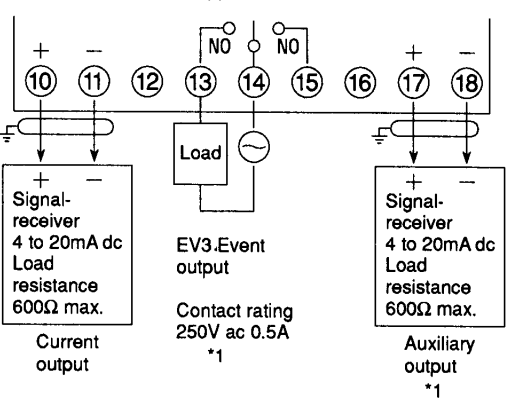 NO NO
+ − + −
10 11 12 13 14 15 16 17 18
Load
+ −
Signal-
receiver
4 to 20mA dc
Load
resistance
600Ω max.
Current
output
EV3.Event
output
Contact rating
250V ac 0.5A
*1
+ −
Signal-
receiver
4 to 20mA dc
Load
resistance
600Ω max.
Auxiliary
output
*1